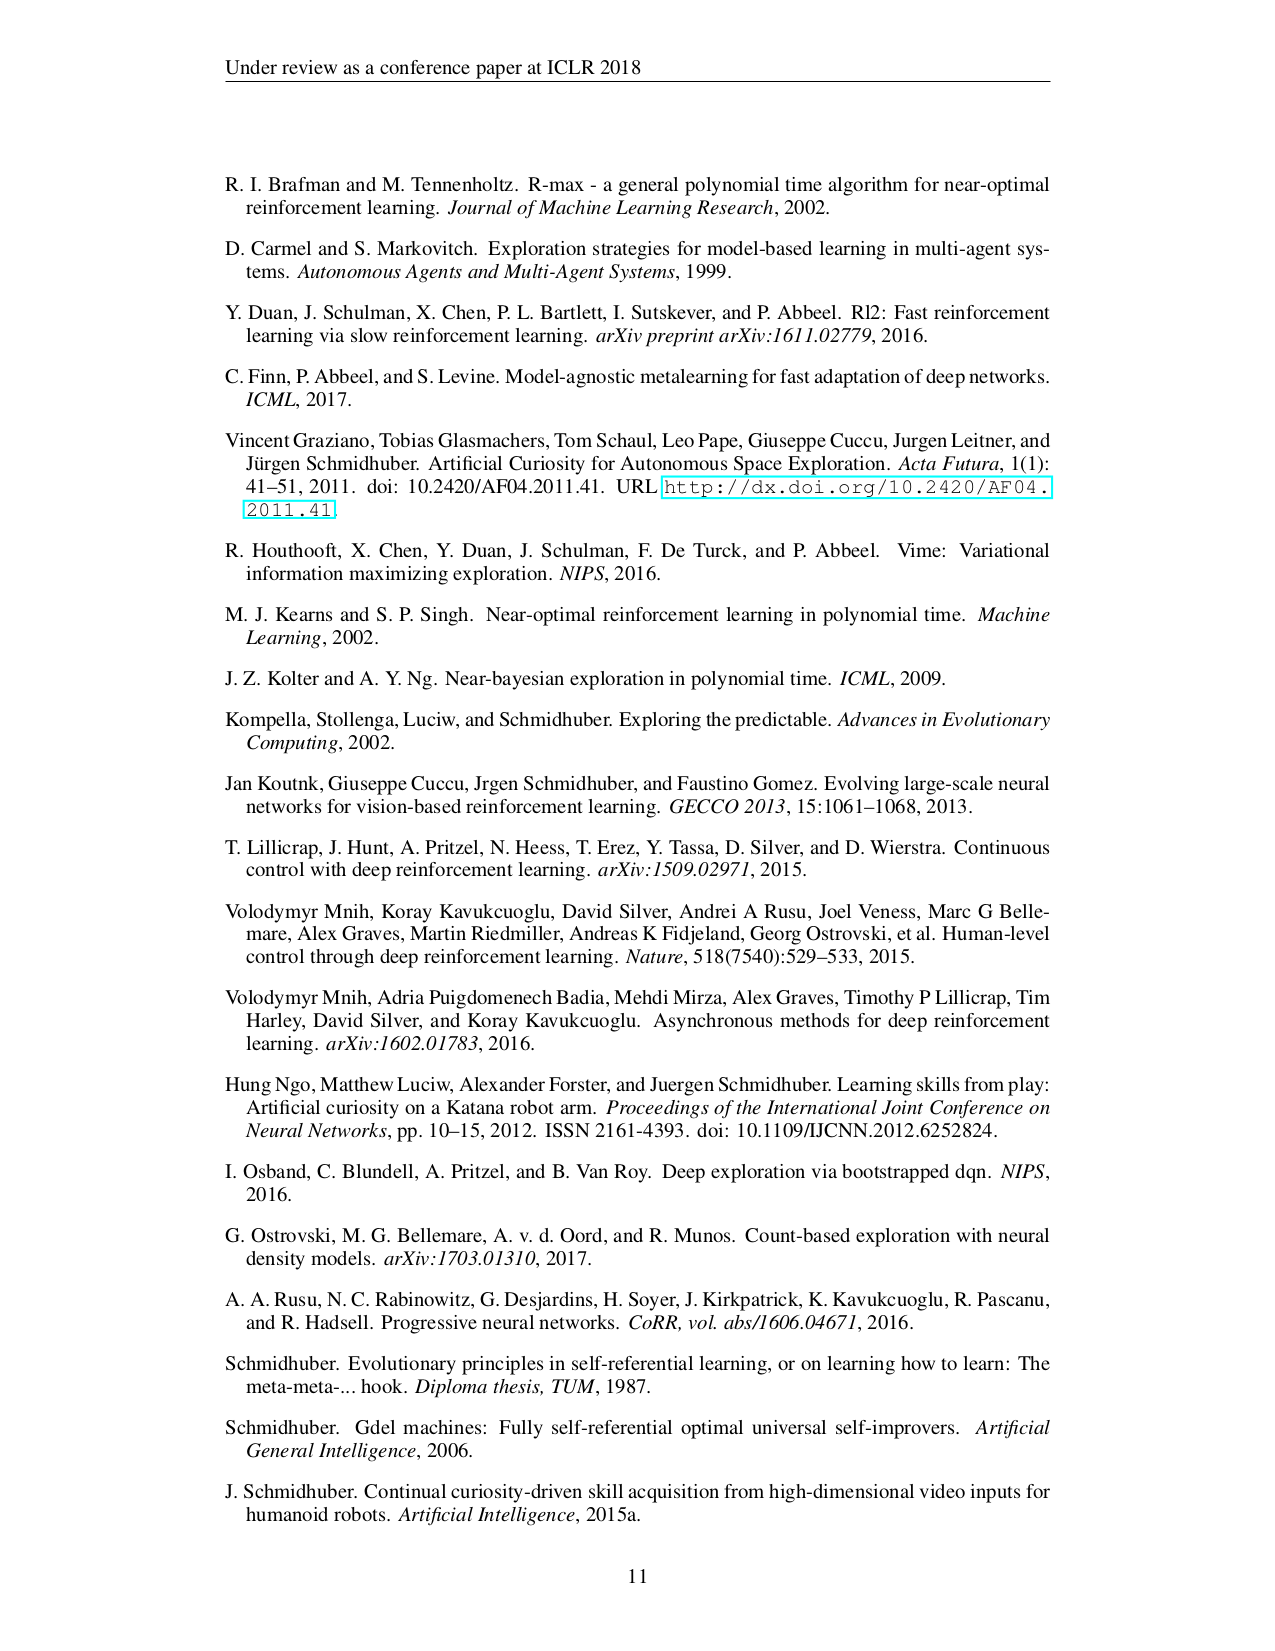 Under review as a conference paper at ICLR 2018
R. I. Brafman and M. Tennenholtz. R-max - a general polynomial time algorithm for near-optimal
reinforcement learning. Journal of Machine Learning Research, 2002.
D. Carmel and S. Markovitch. Exploration strategies for model-based learning in multi-agent sys-
tems. Autonomous Agents and Multi-Agent Systems, 1999.
Y. Duan, J. Schulman, X. Chen, P. L. Bartlett, I. Sutskever, and P. Abbeel. Rl2: Fast reinforcement
learning via slow reinforcement learning. arXiv preprint arXiv:1611.02779, 2016.
C. Finn, P. Abbeel, and S. Levine. Model-agnostic metalearning for fast adaptation of deep networks.
ICML, 2017.
Vincent Graziano, Tobias Glasmachers, Tom Schaul, Leo Pape, Giuseppe Cuccu, Jurgen Leitner, and
Jürgen Schmidhuber. Artificial Curiosity for Autonomous Space Exploration. Acta Futura, 1(1):
41–51, 2011. doi: 10.2420/AF04.2011.41. URL http://dx.doi.org/10.2420/AF04.
2011.41.
R. Houthooft, X. Chen, Y. Duan, J. Schulman, F. De Turck, and P. Abbeel. Vime: Variational
information maximizing exploration. NIPS, 2016.
M. J. Kearns and S. P. Singh. Near-optimal reinforcement learning in polynomial time. Machine
Learning, 2002.
J. Z. Kolter and A. Y. Ng. Near-bayesian exploration in polynomial time. ICML, 2009.
Kompella, Stollenga, Luciw, and Schmidhuber. Exploring the predictable. Advances in Evolutionary
Computing, 2002.
Jan Koutnk, Giuseppe Cuccu, Jrgen Schmidhuber, and Faustino Gomez. Evolving large-scale neural
networks for vision-based reinforcement learning. GECCO 2013, 15:1061–1068, 2013.
T. Lillicrap, J. Hunt, A. Pritzel, N. Heess, T. Erez, Y. Tassa, D. Silver, and D. Wierstra. Continuous
control with deep reinforcement learning. arXiv:1509.02971, 2015.
Volodymyr Mnih, Koray Kavukcuoglu, David Silver, Andrei A Rusu, Joel Veness, Marc G Belle-
mare, Alex Graves, Martin Riedmiller, Andreas K Fidjeland, Georg Ostrovski, et al. Human-level
control through deep reinforcement learning. Nature, 518(7540):529–533, 2015.
Volodymyr Mnih, Adria Puigdomenech Badia, Mehdi Mirza, Alex Graves, Timothy P Lillicrap, Tim
Harley, David Silver, and Koray Kavukcuoglu. Asynchronous methods for deep reinforcement
learning. arXiv:1602.01783, 2016.
Hung Ngo, Matthew Luciw, Alexander Forster, and Juergen Schmidhuber. Learning skills from play:
Artificial curiosity on a Katana robot arm. Proceedings of the International Joint Conference on
Neural Networks, pp. 10–15, 2012. ISSN 2161-4393. doi: 10.1109/IJCNN.2012.6252824.
I. Osband, C. Blundell, A. Pritzel, and B. Van Roy. Deep exploration via bootstrapped dqn. NIPS,
2016.
G. Ostrovski, M. G. Bellemare, A. v. d. Oord, and R. Munos. Count-based exploration with neural
density models. arXiv:1703.01310, 2017.
A. A. Rusu, N. C. Rabinowitz, G. Desjardins, H. Soyer, J. Kirkpatrick, K. Kavukcuoglu, R. Pascanu,
and R. Hadsell. Progressive neural networks. CoRR, vol. abs/1606.04671, 2016.
Schmidhuber. Evolutionary principles in self-referential learning, or on learning how to learn: The
meta-meta-... hook. Diploma thesis, TUM, 1987.
Schmidhuber. Gdel machines: Fully self-referential optimal universal self-improvers. Artificial
General Intelligence, 2006.
J. Schmidhuber. Continual curiosity-driven skill acquisition from high-dimensional video inputs for
humanoid robots. Artificial Intelligence, 2015a.
11